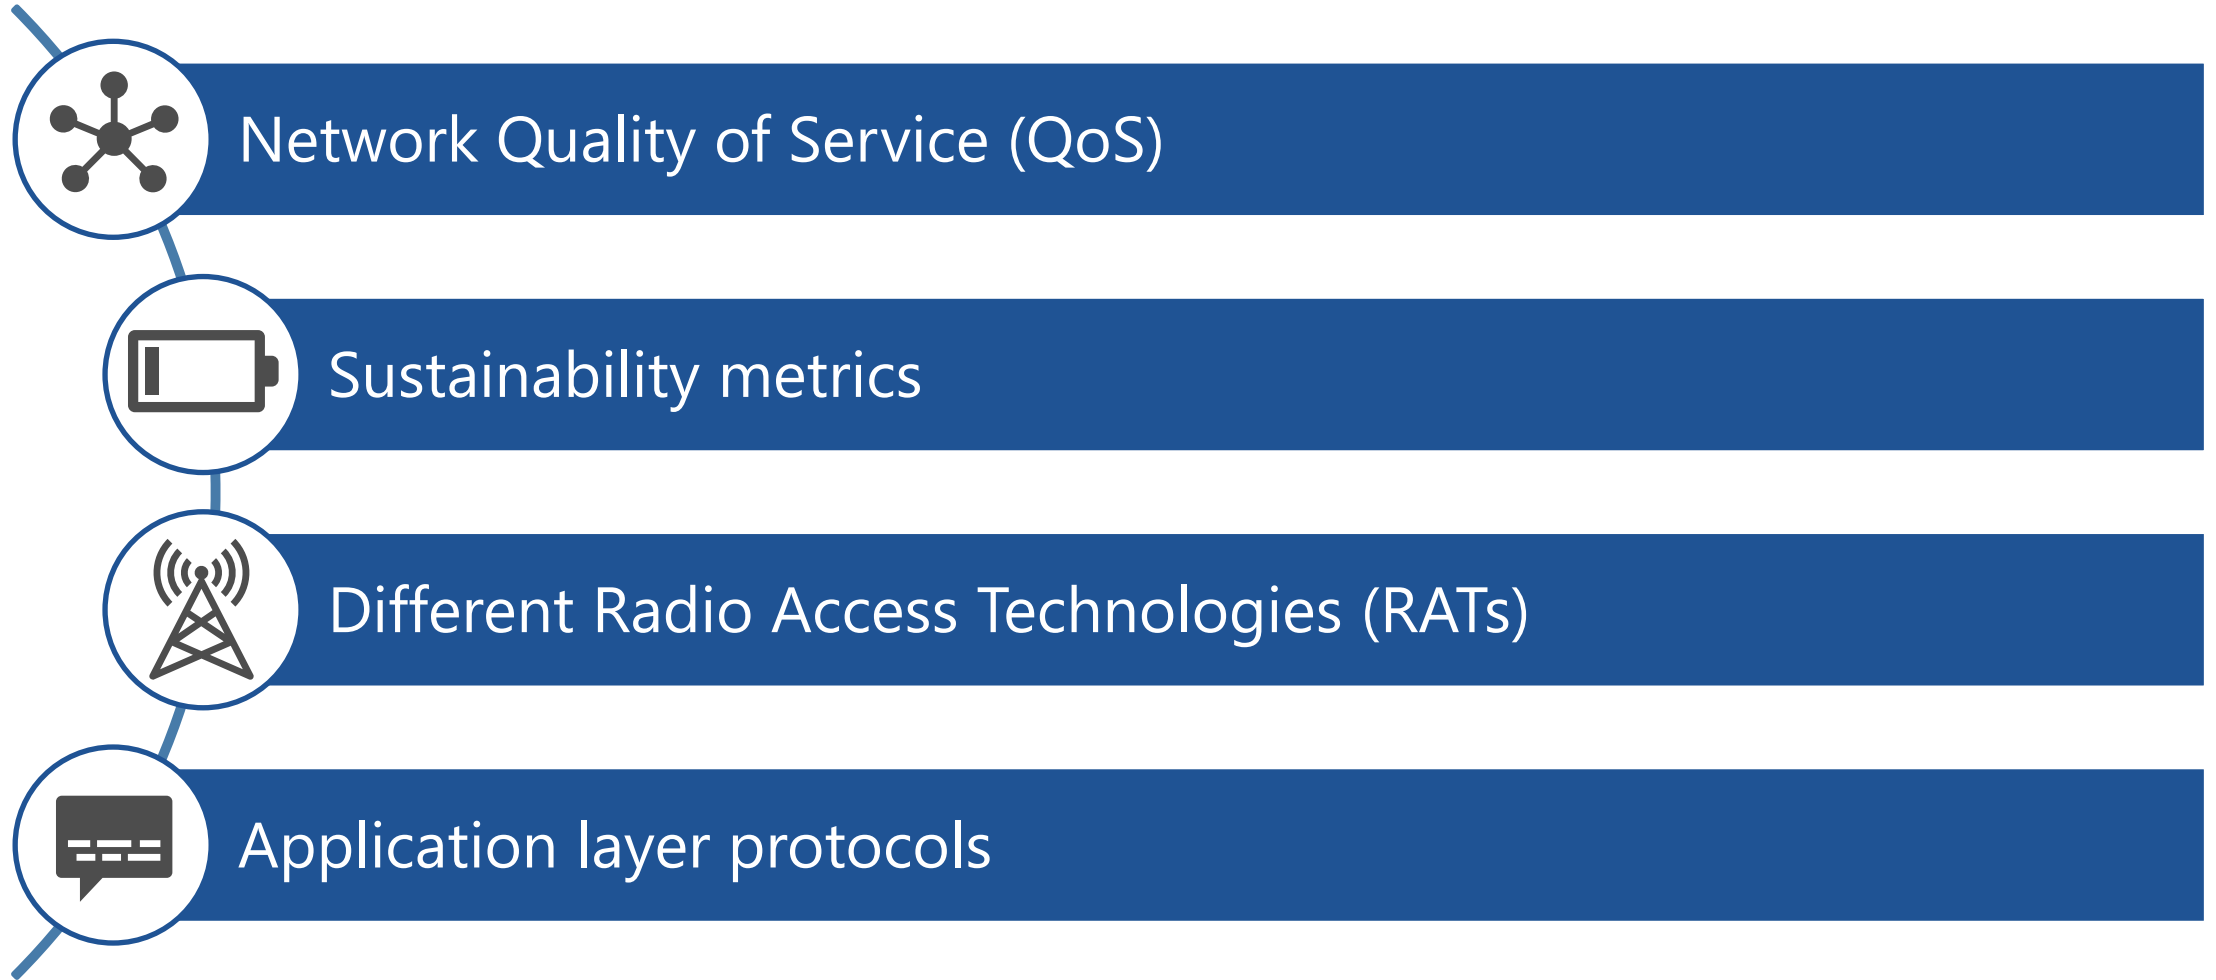 Network Quality of Service (QoS)
Sustainability metrics
Different Radio Access Technologies (RATs)
Application layer protocols